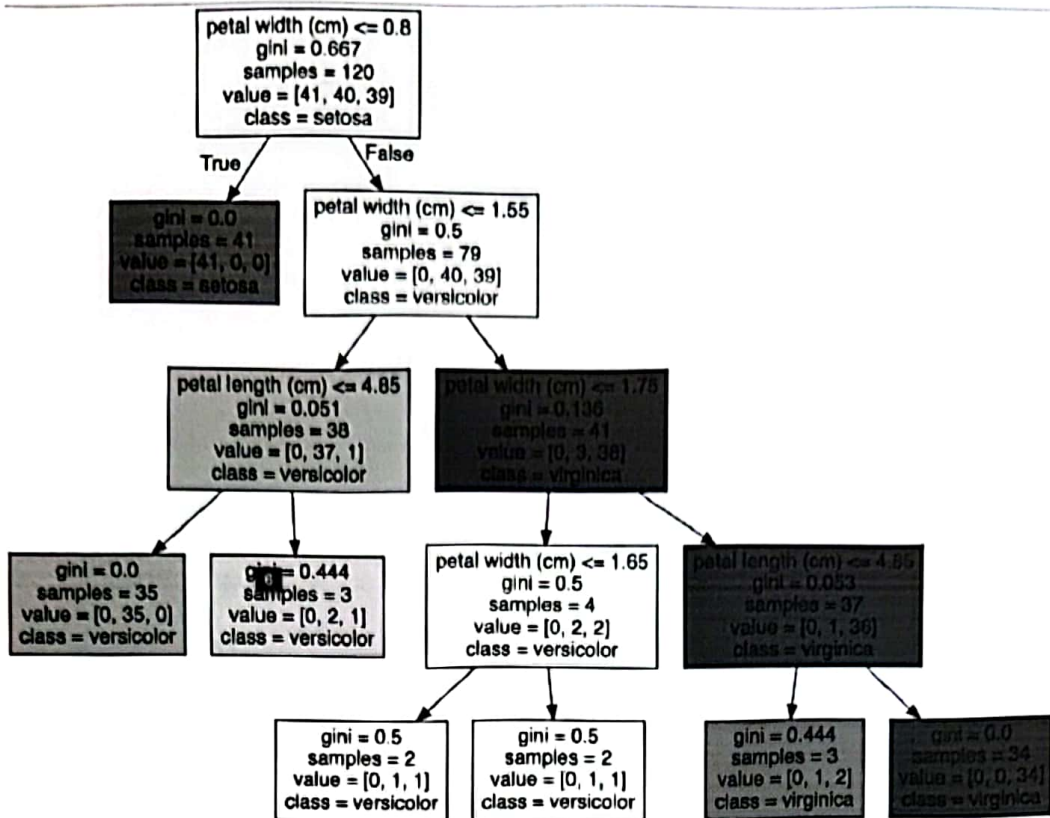 petal width (cm) <= 0.8
gini = 0.667
samples = 120
value = [41, 40, 39]
class = setosa
True
False
gini = 0.0
samples = 41
value = [41, 0, 0]
class = setosa
petal width (cm) <= 1.55
gini = 0.5
samples = 79
value = [0, 40, 39]
class = versicolor
petal length (cm) <= 4.85
gini = 0.051
samples = 38
value = [0, 37, 1]
class = versicolor
petal width (cm) <= 1.75
gini = 0.136
samples = 41
value = [0, 3, 38]
class = virginica
gini = 0.0
samples = 35
value = [0, 35, 0]
class = versicolor
gini = 0.444
samples = 3
value = [0, 2, 1]
class = versicolor
petal width (cm) <= 1.65
gini = 0.5
samples = 4
value = [0, 2, 2]
class = versicolor
petal length (cm) <= 4.85
gini = 0.053
samples = 37
value = [0, 1, 36]
class = virginica
gini = 0.5
samples = 2
value = [0, 1, 1]
class = versicolor
gini = 0.5
samples = 2
value = [0, 1, 1]
class = versicolor
gini = 0.444
samples = 3
value = [0, 1, 2]
class = virginica
gini = 0.0
samples = 34
value = [0, 0, 34]
class = virginica